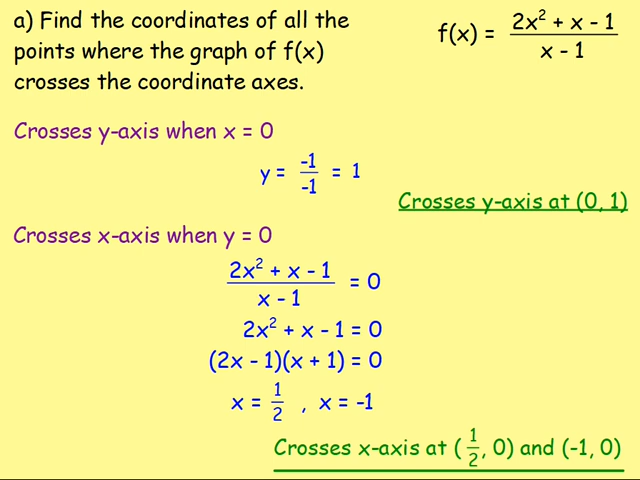 a) Find the coordinates of all the
points where the graph of f(x)
crosses the coordinate axes.
f(x) = (2x² + x - 1)/(x - 1)
Crosses y-axis when x = 0
y = -1/-1 = 1
Crosses y-axis at (0, 1)
Crosses x-axis when y = 0
(2x² + x - 1)/(x - 1) = 0
2x² + x - 1 = 0
(2x - 1)(x + 1) = 0
x = 1/2 , x = -1
Crosses x-axis at (1/2, 0) and (-1, 0)